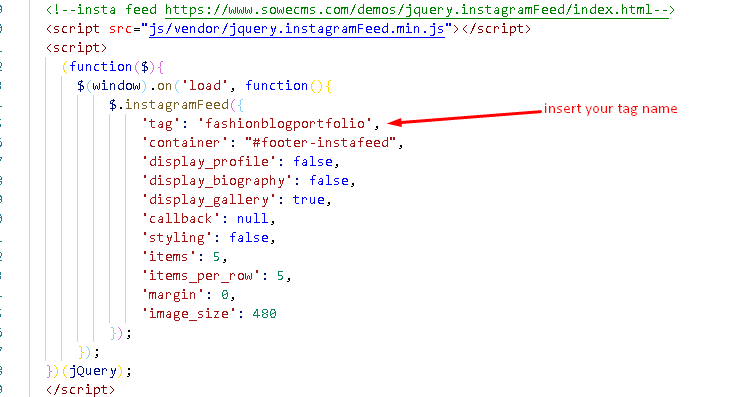 <!--insta feed https://www.sowecms.com/demos/jquery.instagramFeed/index.html-->
<script src="js/vendor/jquery.instagramFeed.min.js"></script>
<script>
(function($){
$(window).on('load', function(){
$.instagramFeed({
'tag': 'fashionblogportfolio', insert your tag name
'container': "#footer-instafeed",
'display_profile': false,
'display_biography': false,
'display_gallery': true,
'callback': null,
'styling': false,
'items': 5,
'items_per_row': 5,
'margin': 0,
'image_size': 480
});
});
})(jQuery);
</script>